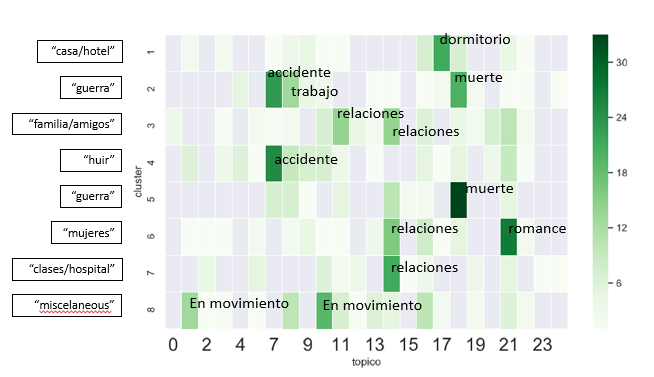 “casa/hotel” 1 dormitorio
“guerra” 2 accidente trabajo muerte
“familia/amigos” 3 relaciones relaciones
“huir” 4 accidente
cluster
“guerra” 5 muerte
“mujeres” 6 relaciones romance
“clases/hospital” 7 relaciones
“miscelaneous” 8 En movimiento En movimiento
0 2 4 7 9 11 13 15 17 19 21 23
topico
30
24
18
12
6